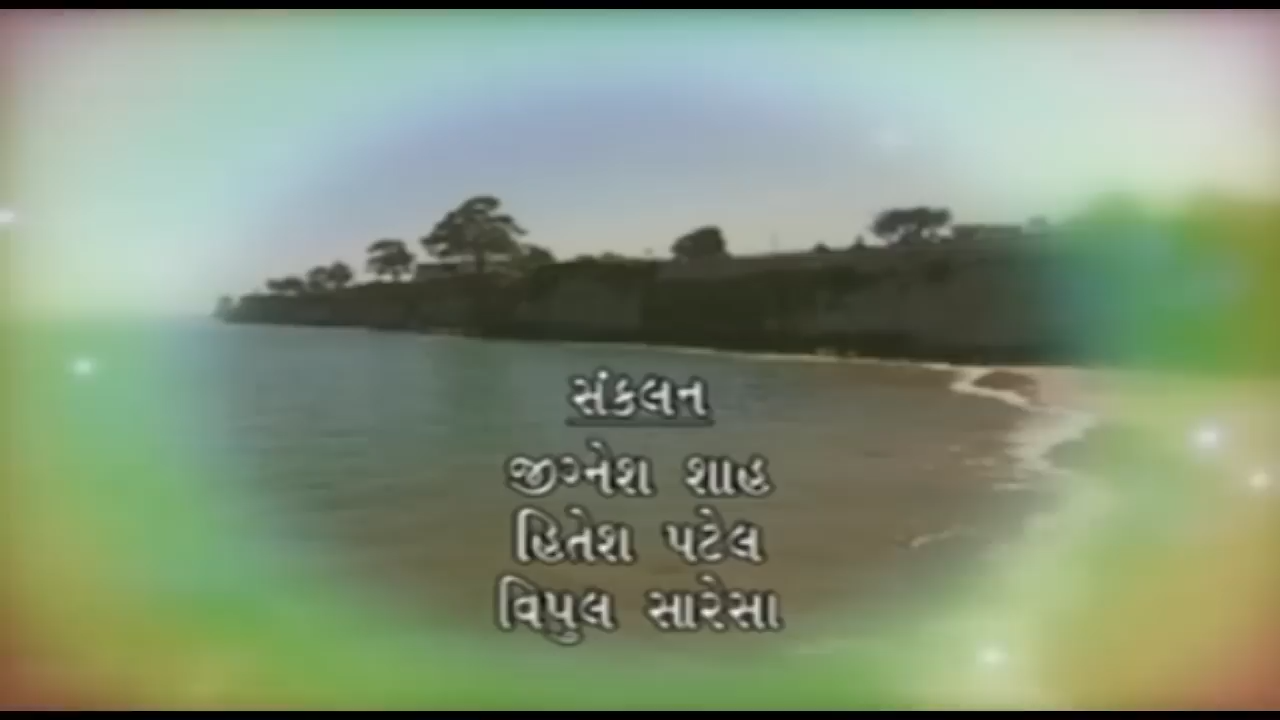 સંકલન
જીગ્નેશ શાહ
હિતેશ પટેલ
વિપુલ સારેસા